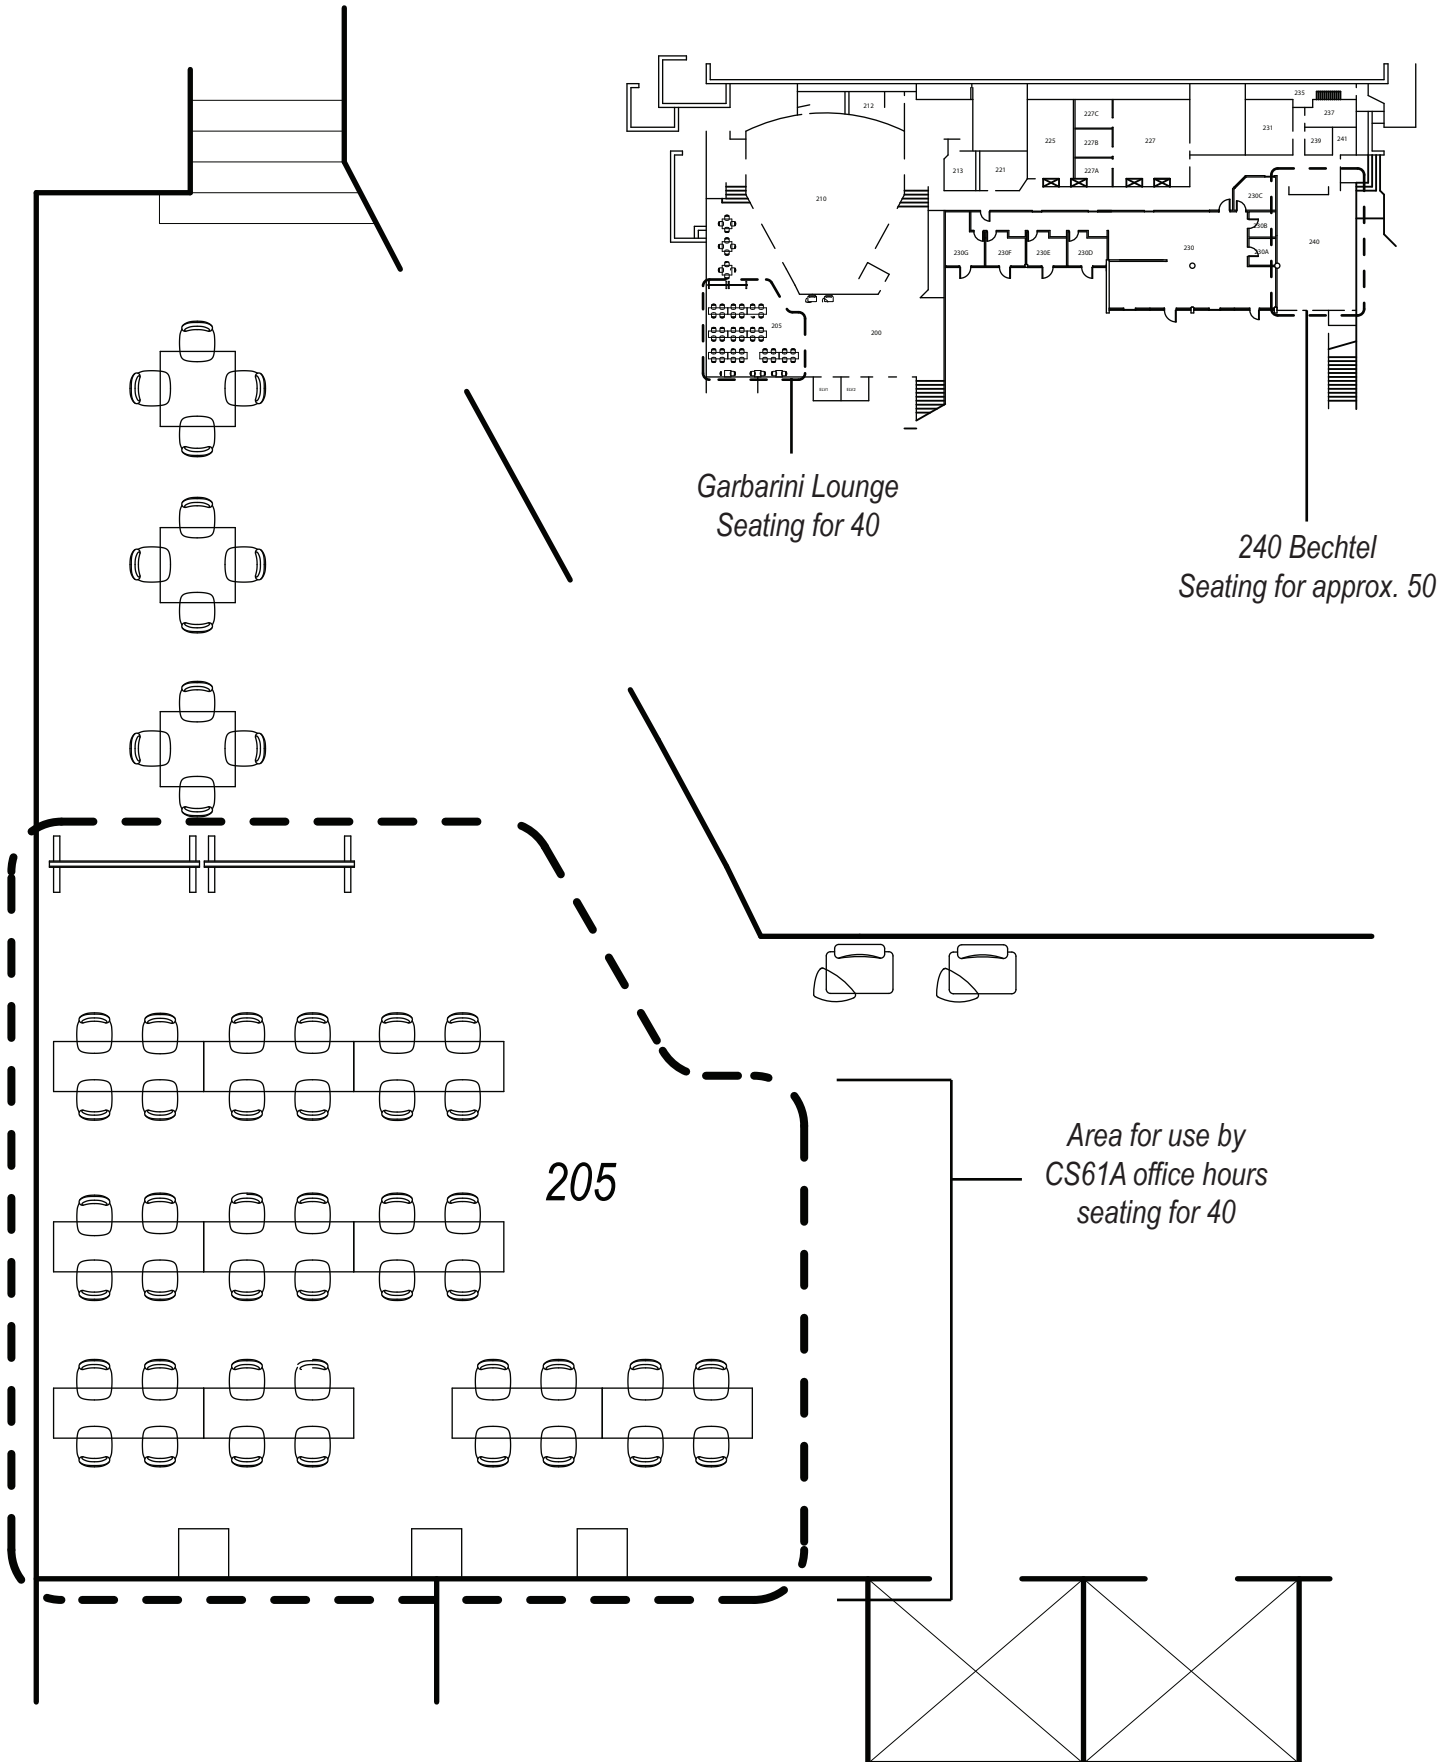 235
212
237
227C
231
225
227B
227
239
241
213
221
227A
210
230C
230B
230G
230F
230E
230D
230
230A
240
205
200
Garbarini Lounge
Seating for 40
240 Bechtel
Seating for approx. 50
Area for use by
CS61A office hours
seating for 40
205